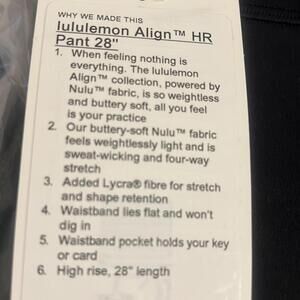 WHY WE MADE THIS
lululemon Align™ HR
Pant 28"
1. When feeling nothing is
everything. The lululemon
Align™ collection, powered by
Nulu™ fabric, is so weightless
and buttery soft, all you feel
is your practice
2. Our buttery-soft Nulu™ fabric
feels weightlessly light and is
sweat-wicking and four-way
stretch
3. Added Lycra® fibre for stretch
and shape retention
4. Waistband lies flat and won't
dig in
5. Waistband pocket holds your key
or card
6. High rise, 28" length